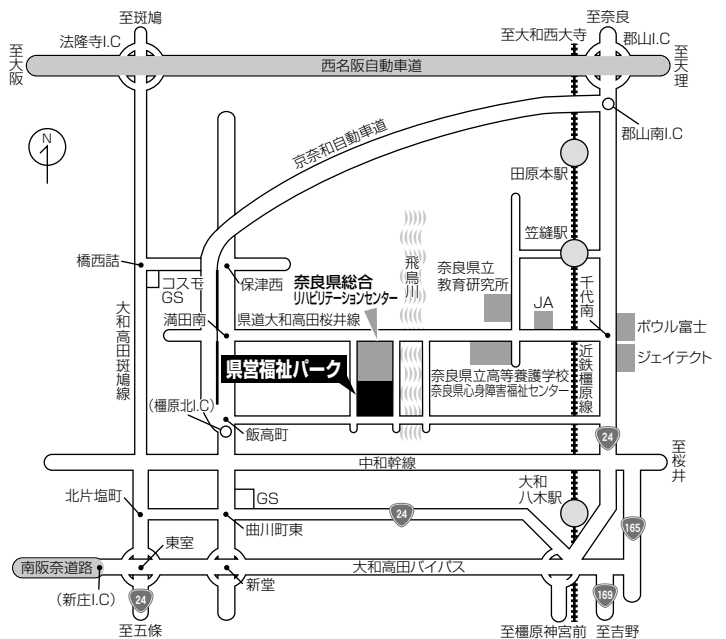 至斑鳩
至奈良
法隆寺I.C
至大和西大寺
郡山I.C
至大阪
西名阪自動車道
至天理
京奈和自動車道
郡山南I.C
N
田原本駅
笠縫駅
橋西詰
コスモ
GS
保津西
奈良県総合
リハビリテーションセンター
飛鳥川
奈良県立
教育研究所
千代南
満田南
県道大和高田桜井線
JA
ボウル富士
ジェイテクト
大和高田斑鳩線
県営福祉パーク
奈良県立高等養護学校
奈良県心身障害福祉センター
近鉄橿原線
(橿原北I.C)
飯高町
24
中和幹線
至桜井
北片塩町
GS
曲川町東
24
大和
八木駅
165
東室
南阪奈道路
大和高田バイパス
(新庄I.C)
24
新堂
169
至五條
至橿原神宮前
至吉野